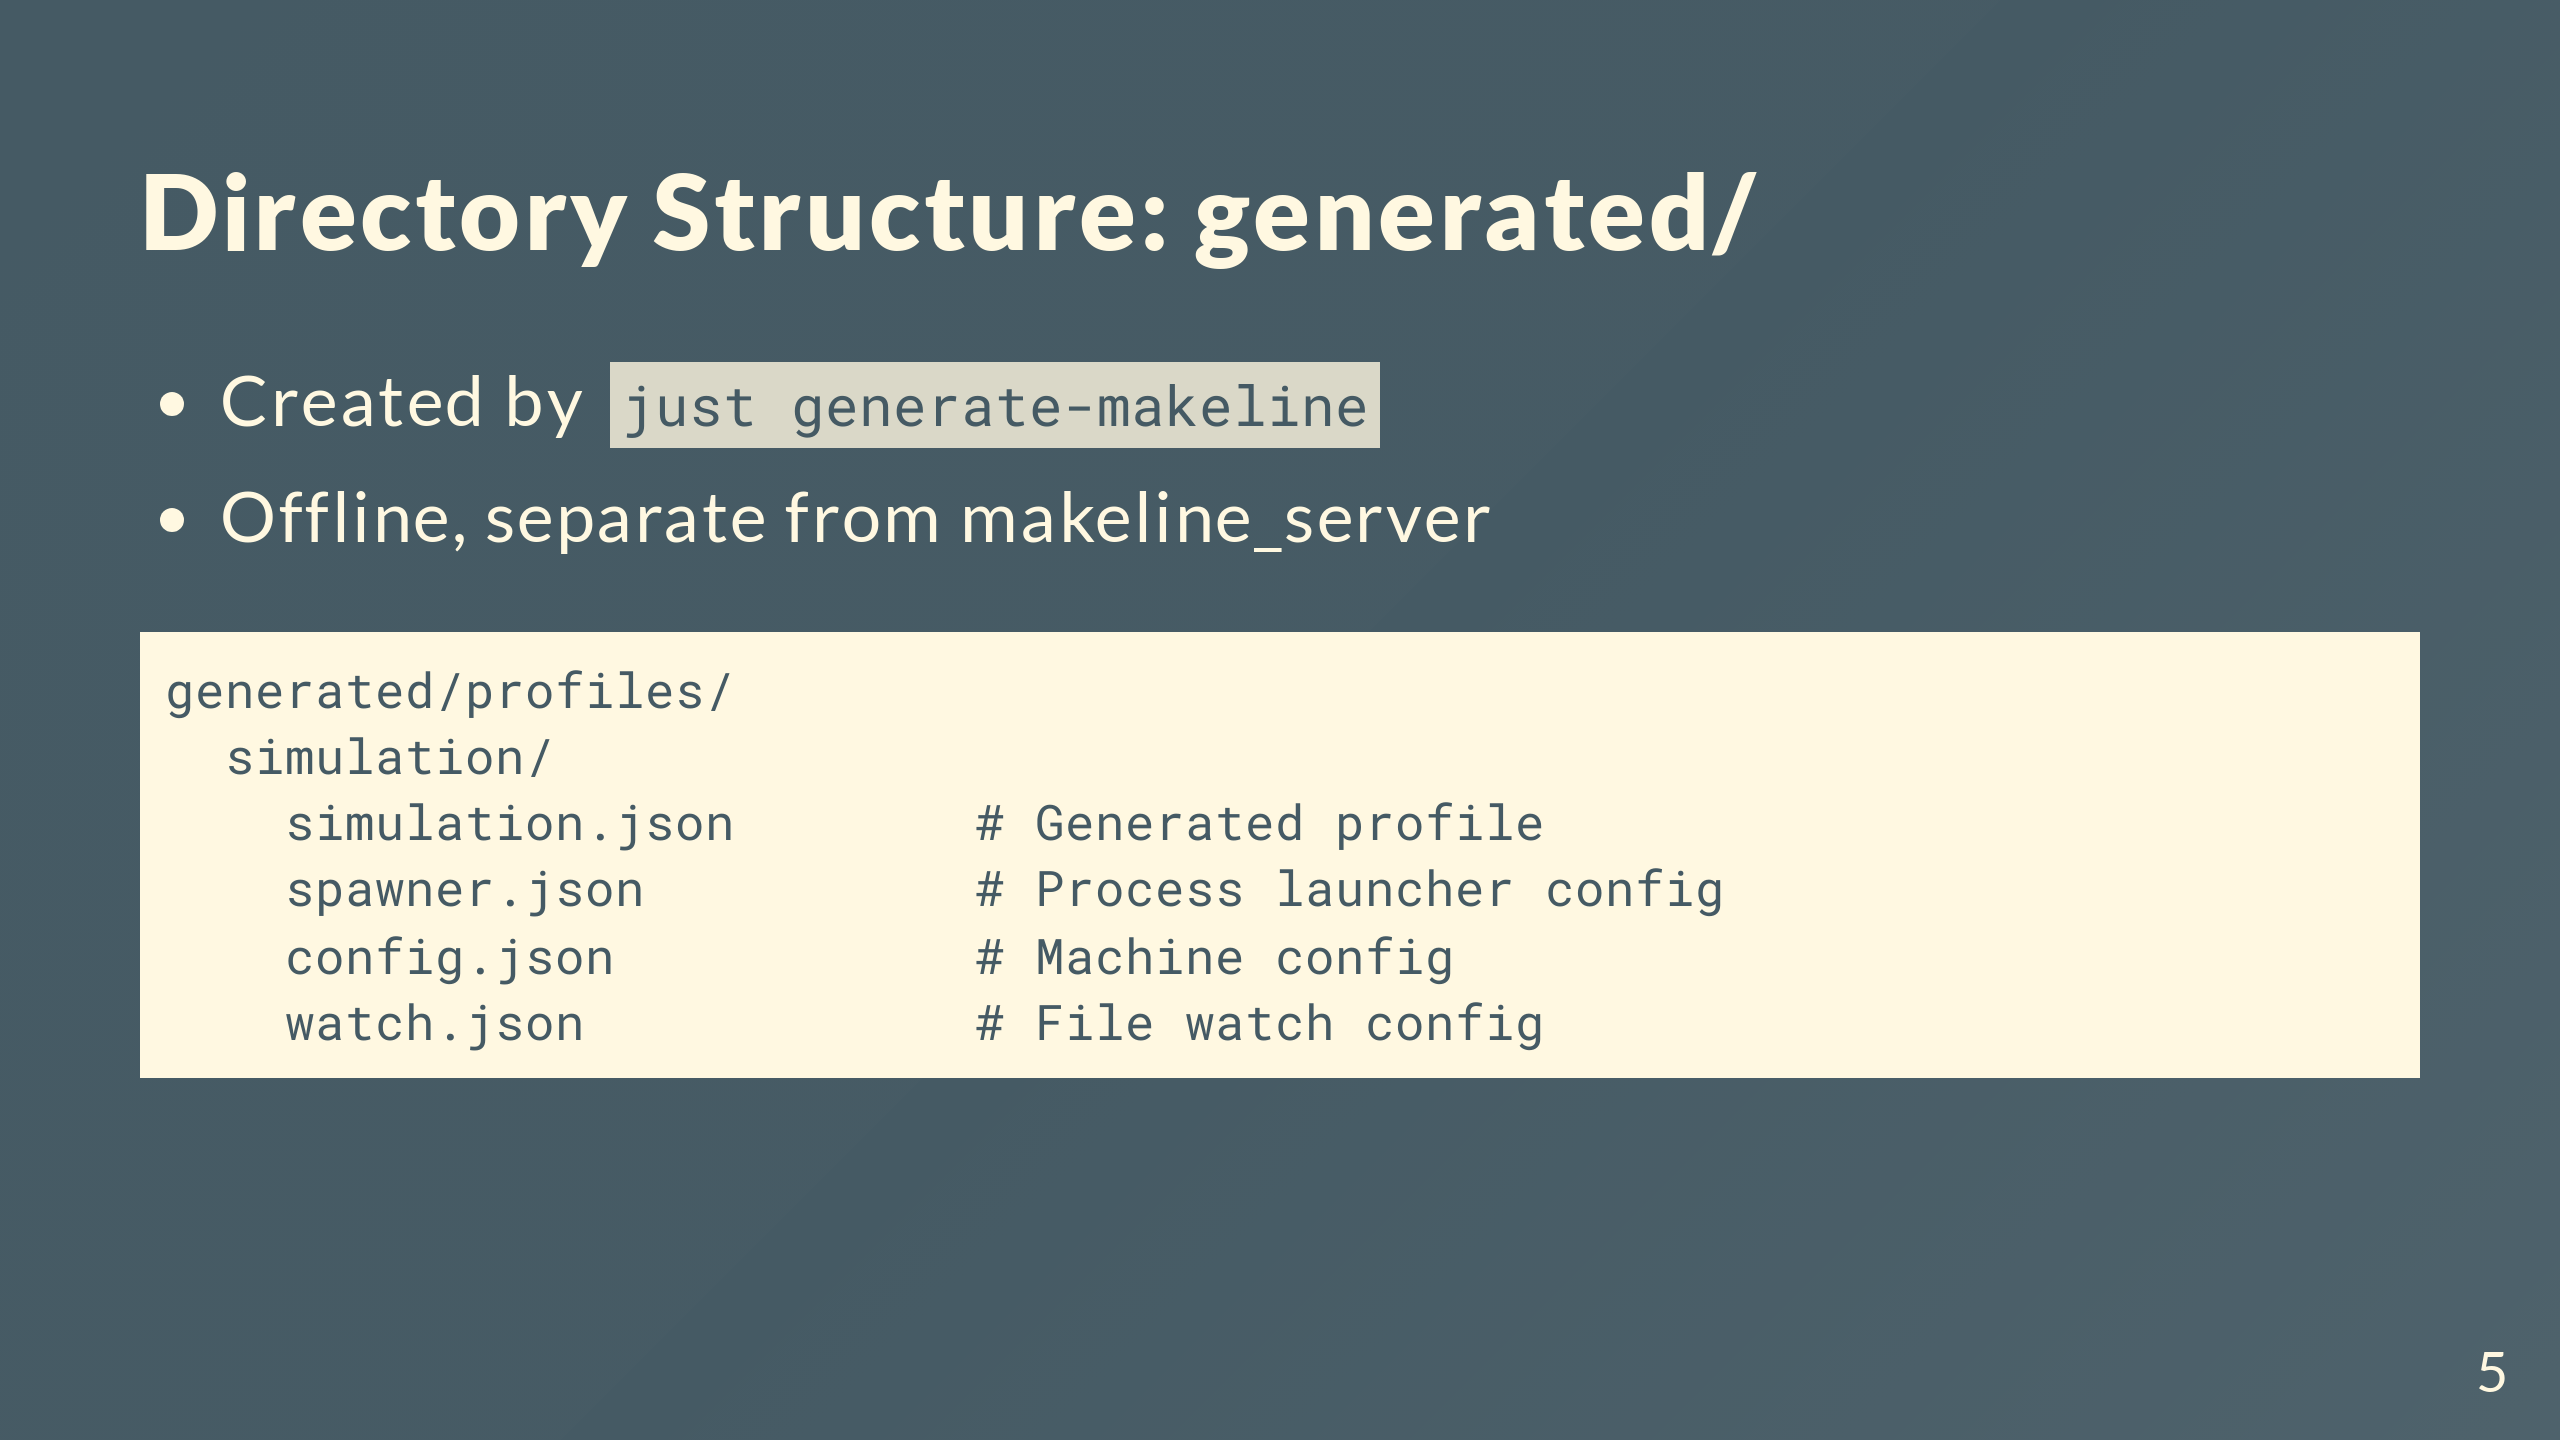 Directory Structure: generated/
• Created by just generate-makeline
• Offline, separate from makeline_server
generated/profiles/
  simulation/
    simulation.json        # Generated profile
    spawner.json           # Process launcher config
    config.json            # Machine config
    watch.json             # File watch config
5